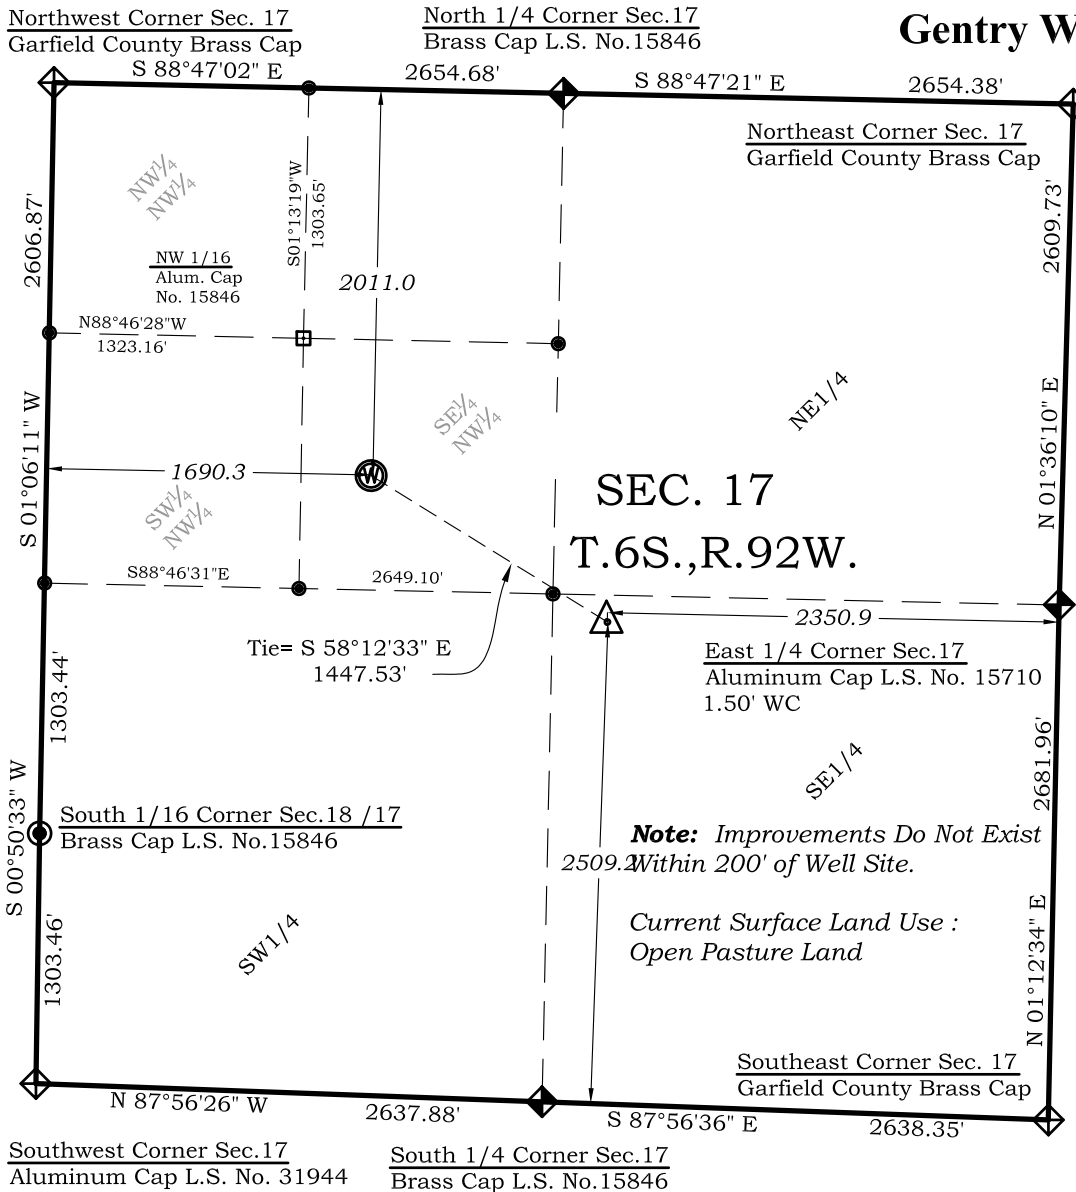 Northwest Corner Sec. 17
Garfield County Brass Cap
North 1/4 Corner Sec.17
Brass Cap L.S. No.15846
Gentry W
S 88°47'02" E
2654.68'
S 88°47'21" E
2654.38'
Northeast Corner Sec. 17
Garfield County Brass Cap
NW¼
NW¼
S01°13'19"W
1303.65'
2606.87'
2609.73'
NW 1/16
Alum. Cap
No. 15846
2011.0
N88°46'28"W
1323.16'
SE¼
NW¼
NE1/4
S 01°06'11" W
N 01°36'10" E
1690.3
W
SEC. 17
T.6S.,R.92W.
SW¼
NW¼
S88°46'31"E
2649.10'
2350.9
Tie= S 58°12'33" E
1447.53'
East 1/4 Corner Sec.17
Aluminum Cap L.S. No. 15710
1.50' WC
1303.44'
2681.96'
SE1/4
S 00°50'33" W
South 1/16 Corner Sec.18 /17
Brass Cap L.S. No.15846
Note: Improvements Do Not Exist
Within 200' of Well Site.
2509.2
Current Surface Land Use :
Open Pasture Land
SW1/4
1303.46'
N 01°12'34" E
Southeast Corner Sec. 17
Garfield County Brass Cap
N 87°56'26" W
2637.88'
S 87°56'36" E
2638.35'
Southwest Corner Sec.17
Aluminum Cap L.S. No. 31944
South 1/4 Corner Sec.17
Brass Cap L.S. No.15846